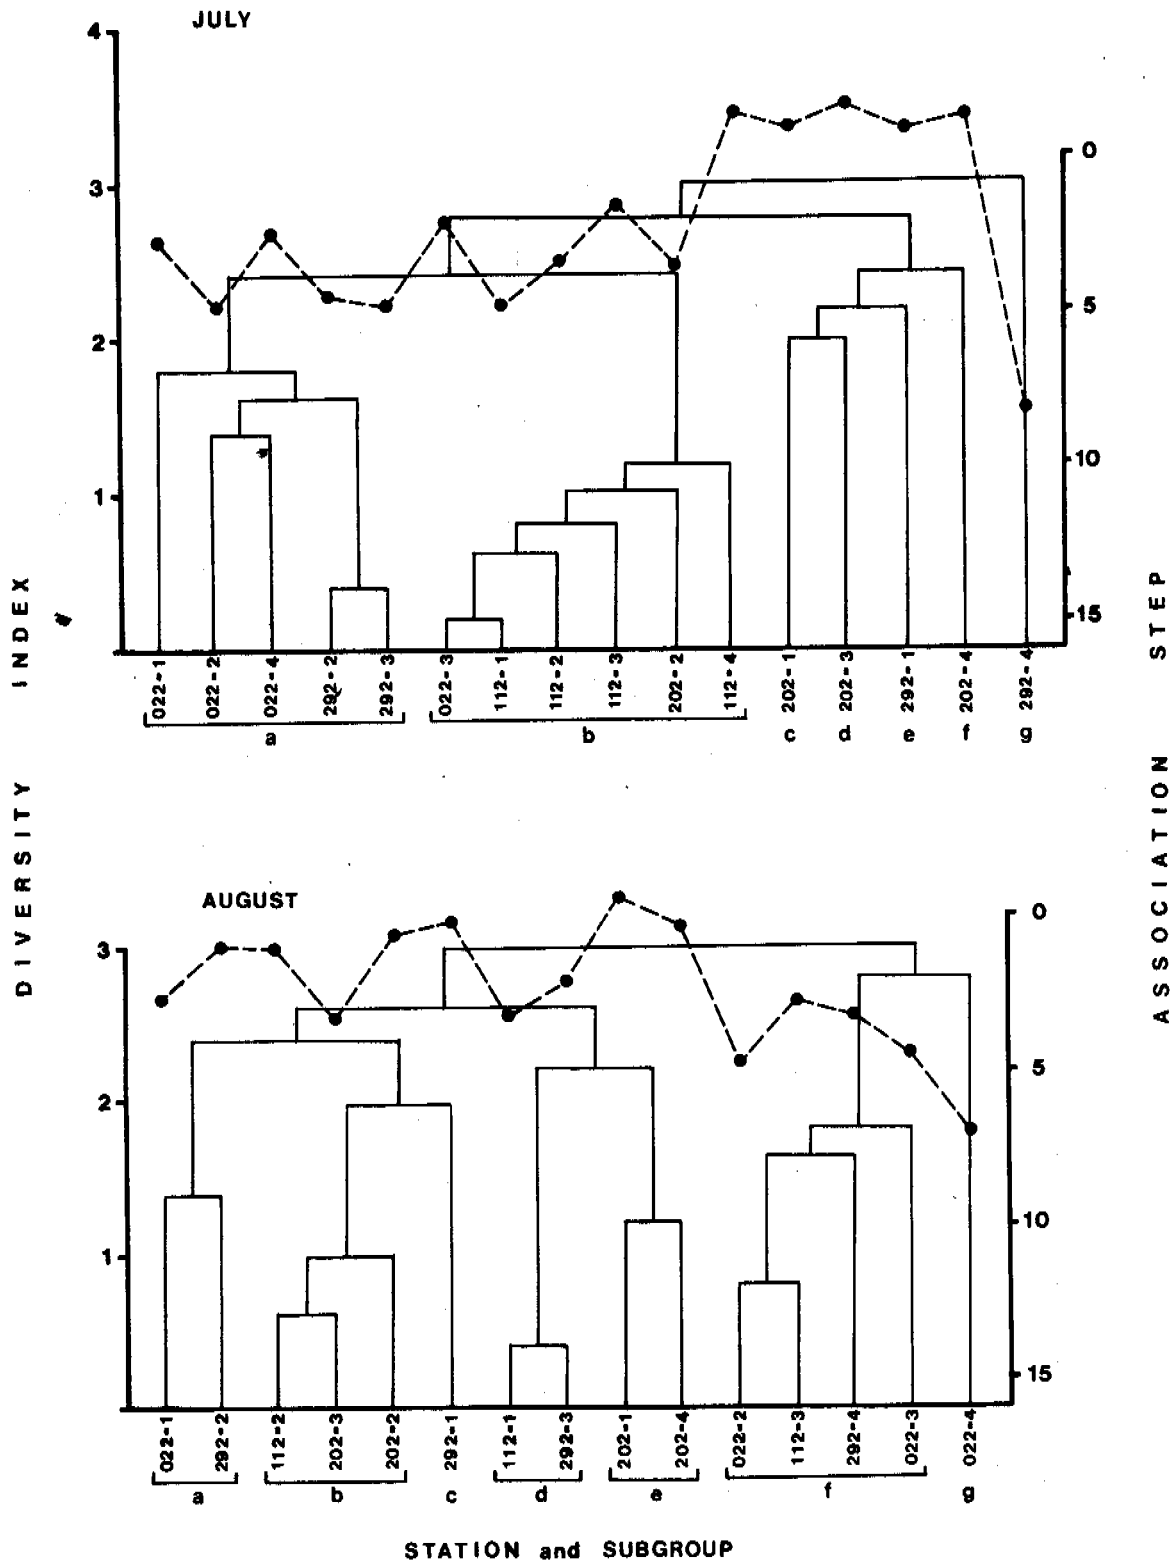 JULY
4
3
2
1
0
5
10
15
022-1 022-2 022-4 292-2 292-3 022-3 112-1 112-2 112-3 202-2 112-4 202-1 202-3 292-1 202-4 292-4
a b c d e f g
DIVERSITY INDEX
ASSOCIATION STEP
AUGUST
3
2
1
0
5
10
15
022-1 292-2 112-2 202-3 202-2 292-1 112-1 292-3 202-1 202-4 022-2 112-3 292-4 022-3 022-4
a b c d e f g
STATION and SUBGROUP